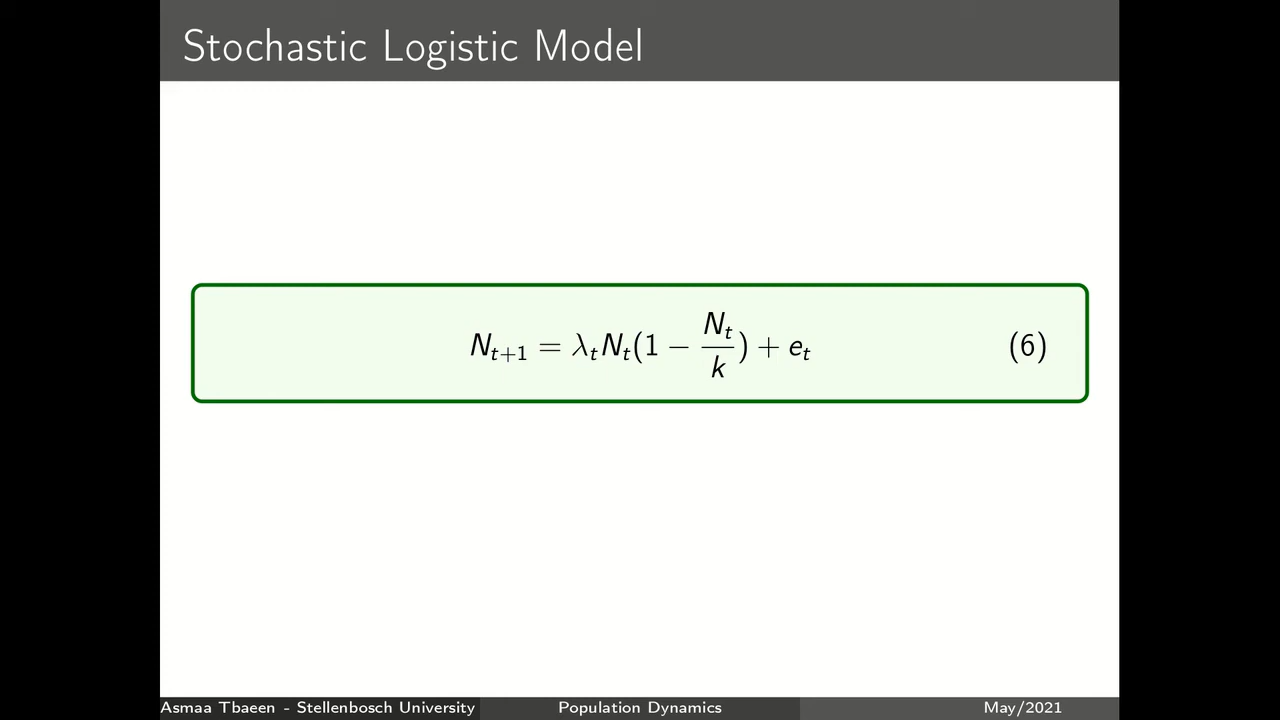 Stochastic Logistic Model
N_{t+1} = λ_t N_t (1 − \frac{N_t}{k}) + e_t (6)
Asmaa Tbaeen - Stellenbosch University Population Dynamics May/2021